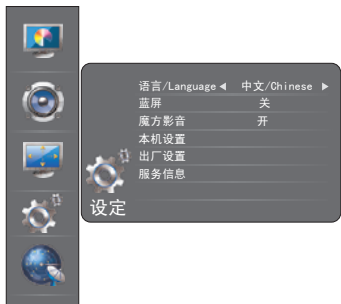 语言/Language ◀ 中文/Chinese ▶
蓝屏 关
魔方影音 开
本机设置
出厂设置
服务信息
设定